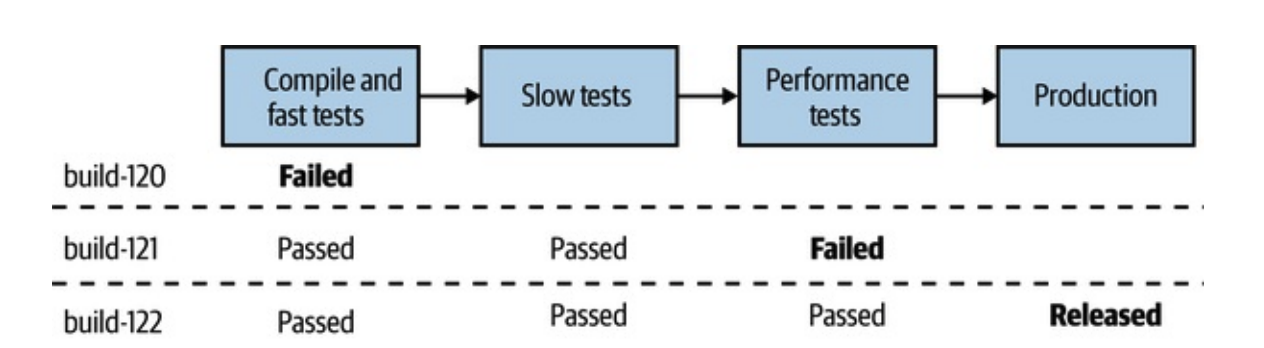 Compile and
fast tests
Slow tests
Performance
tests
Production
build-120 Failed
build-121 Passed Passed Failed
build-122 Passed Passed Passed Released